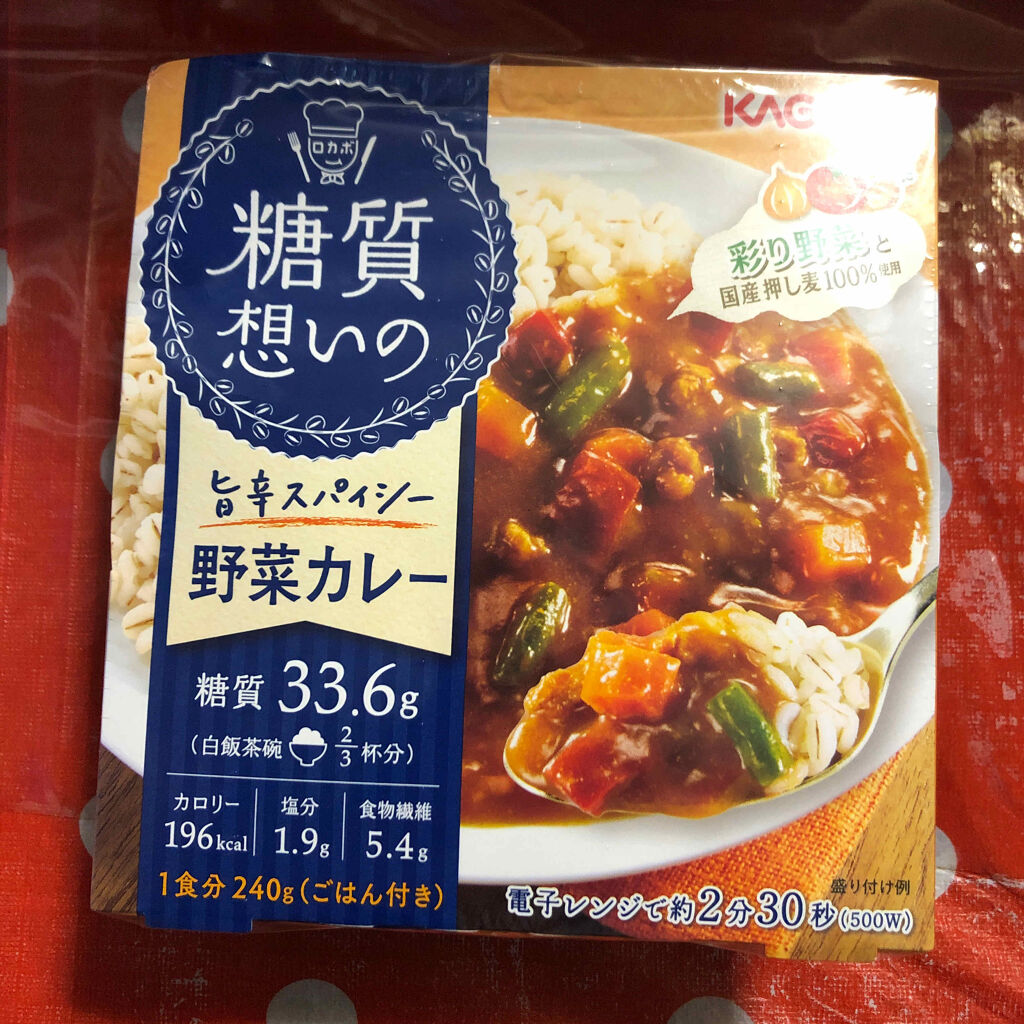 ロカボ
糖質
想いの
旨辛スパイシー
野菜カレー
糖質 33.6g
(白飯茶碗 2/3 杯分)
カロリー 196kcal
塩分 1.9g
食物繊維 5.4g
1食分 240g(ごはん付き)
KAG
彩り野菜と
国産押し麦100%使用
盛り付け例
電子レンジで約2分30秒(500W)